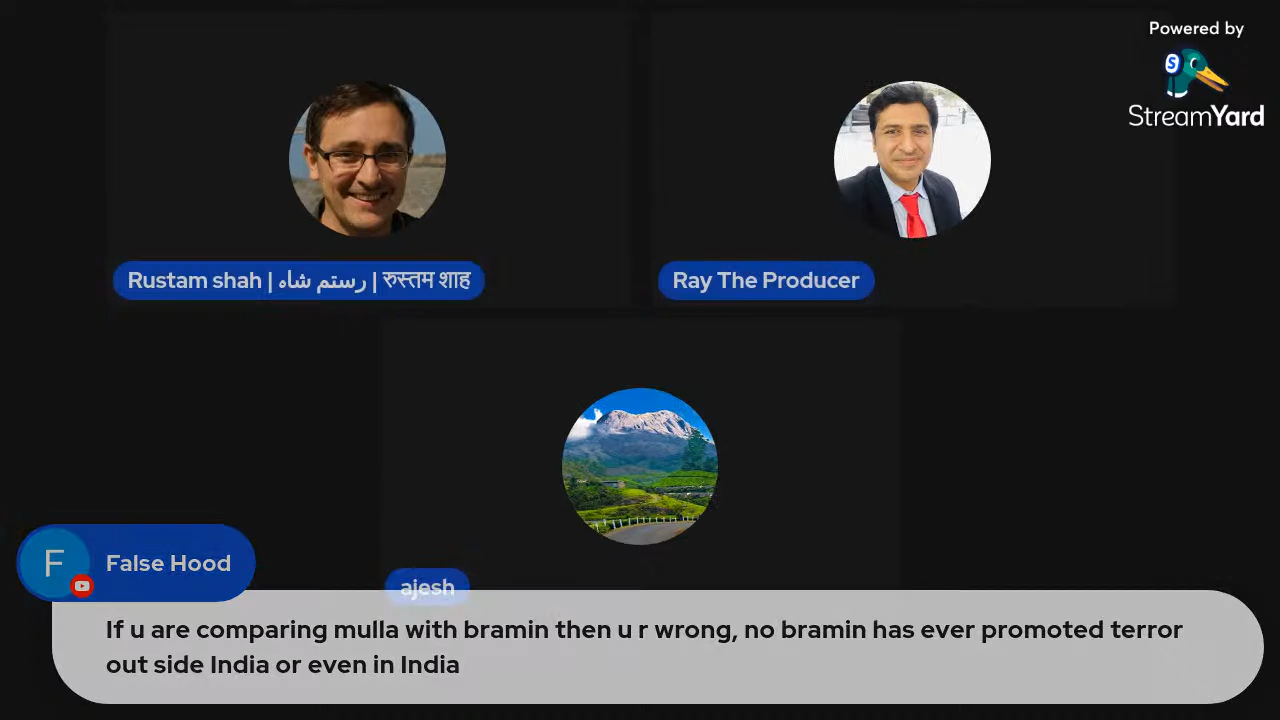 Powered by
StreamYard
Rustam shah | رستم شاه | रुस्तम शाह
Ray The Producer
F
False Hood
ajesh
If u are comparing mulla with bramin then u r wrong, no bramin has ever promoted terror
out side India or even in India